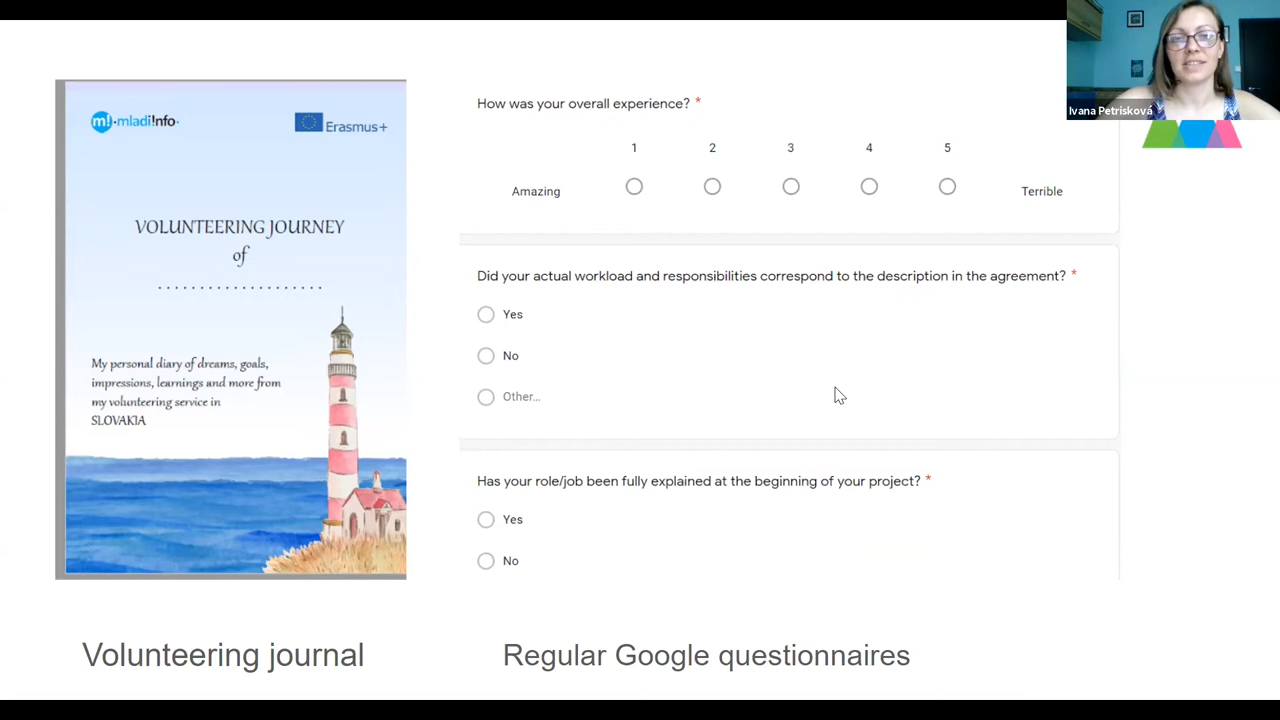 m! mlad!nfo
Erasmus+
VOLUNTEERING JOURNEY
of
....................
My personal diary of dreams, goals,
impressions, learnings and more from
my volunteering service in
SLOVAKIA
Volunteering journal
How was your overall experience? *
1 2 3 4 5
Amazing Terrible
Did your actual workload and responsibilities correspond to the description in the agreement? *
Yes
No
Other...
Has your role/job been fully explained at the beginning of your project? *
Yes
No
Regular Google questionnaires
Ivana Petrisková